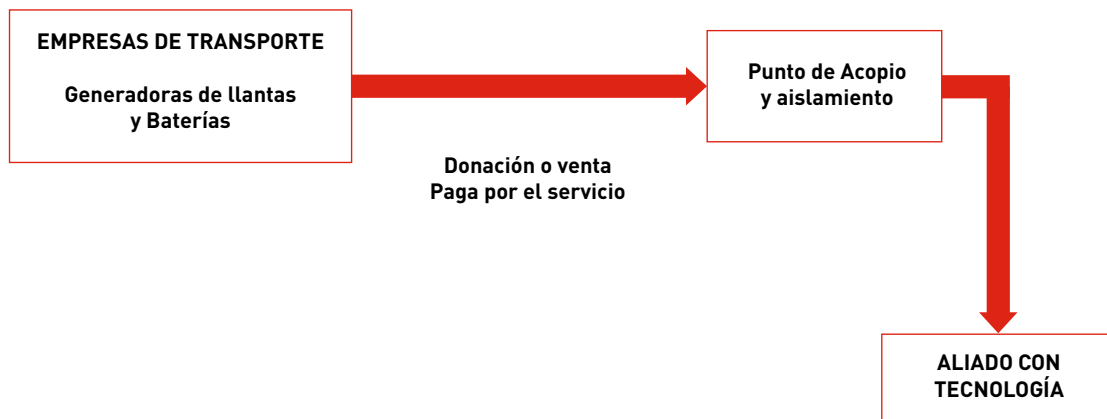 EMPRESAS DE TRANSPORTE
Generadoras de llantas
y Baterías
Donación o venta
Paga por el servicio
Punto de Acopio
y aislamiento
ALIADO CON
TECNOLOGÍA